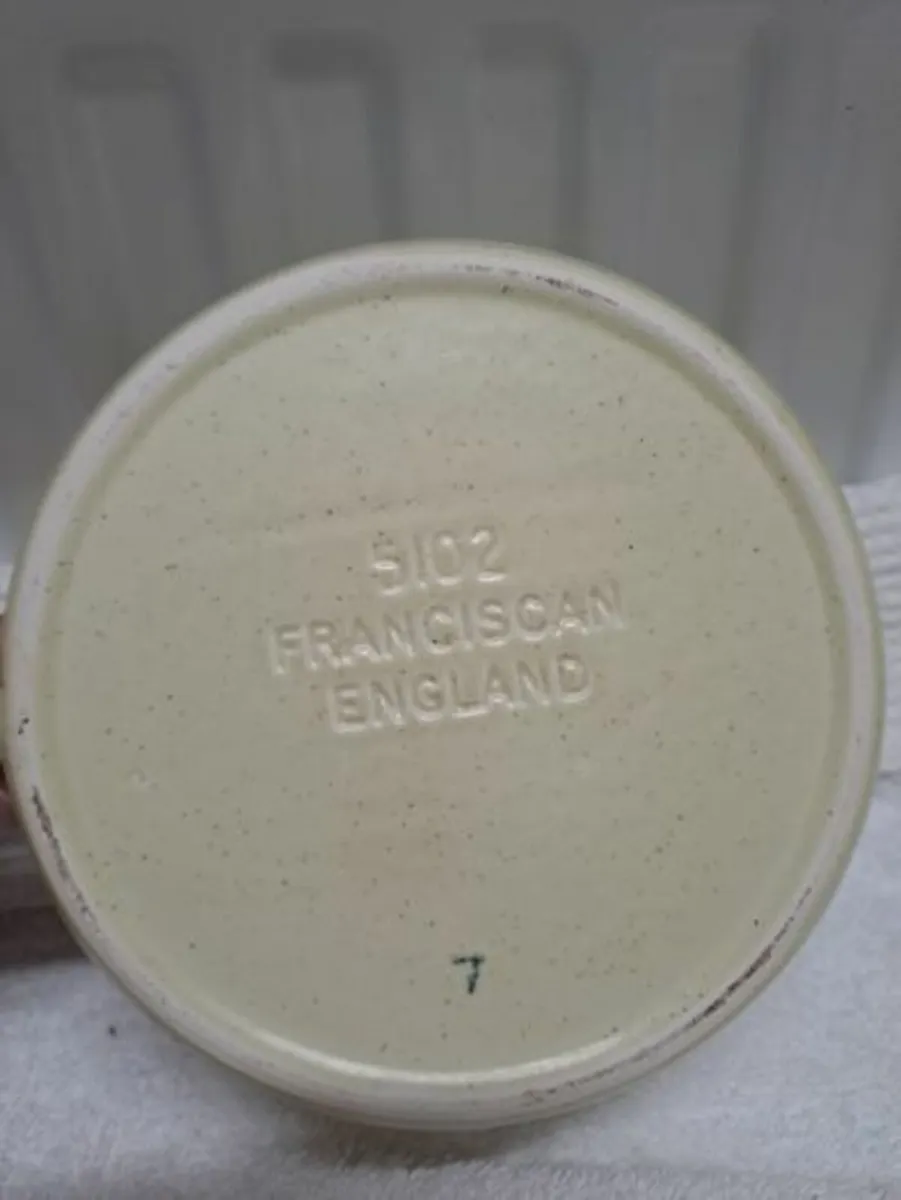 5102
FRANCISCAN
ENGLAND
7